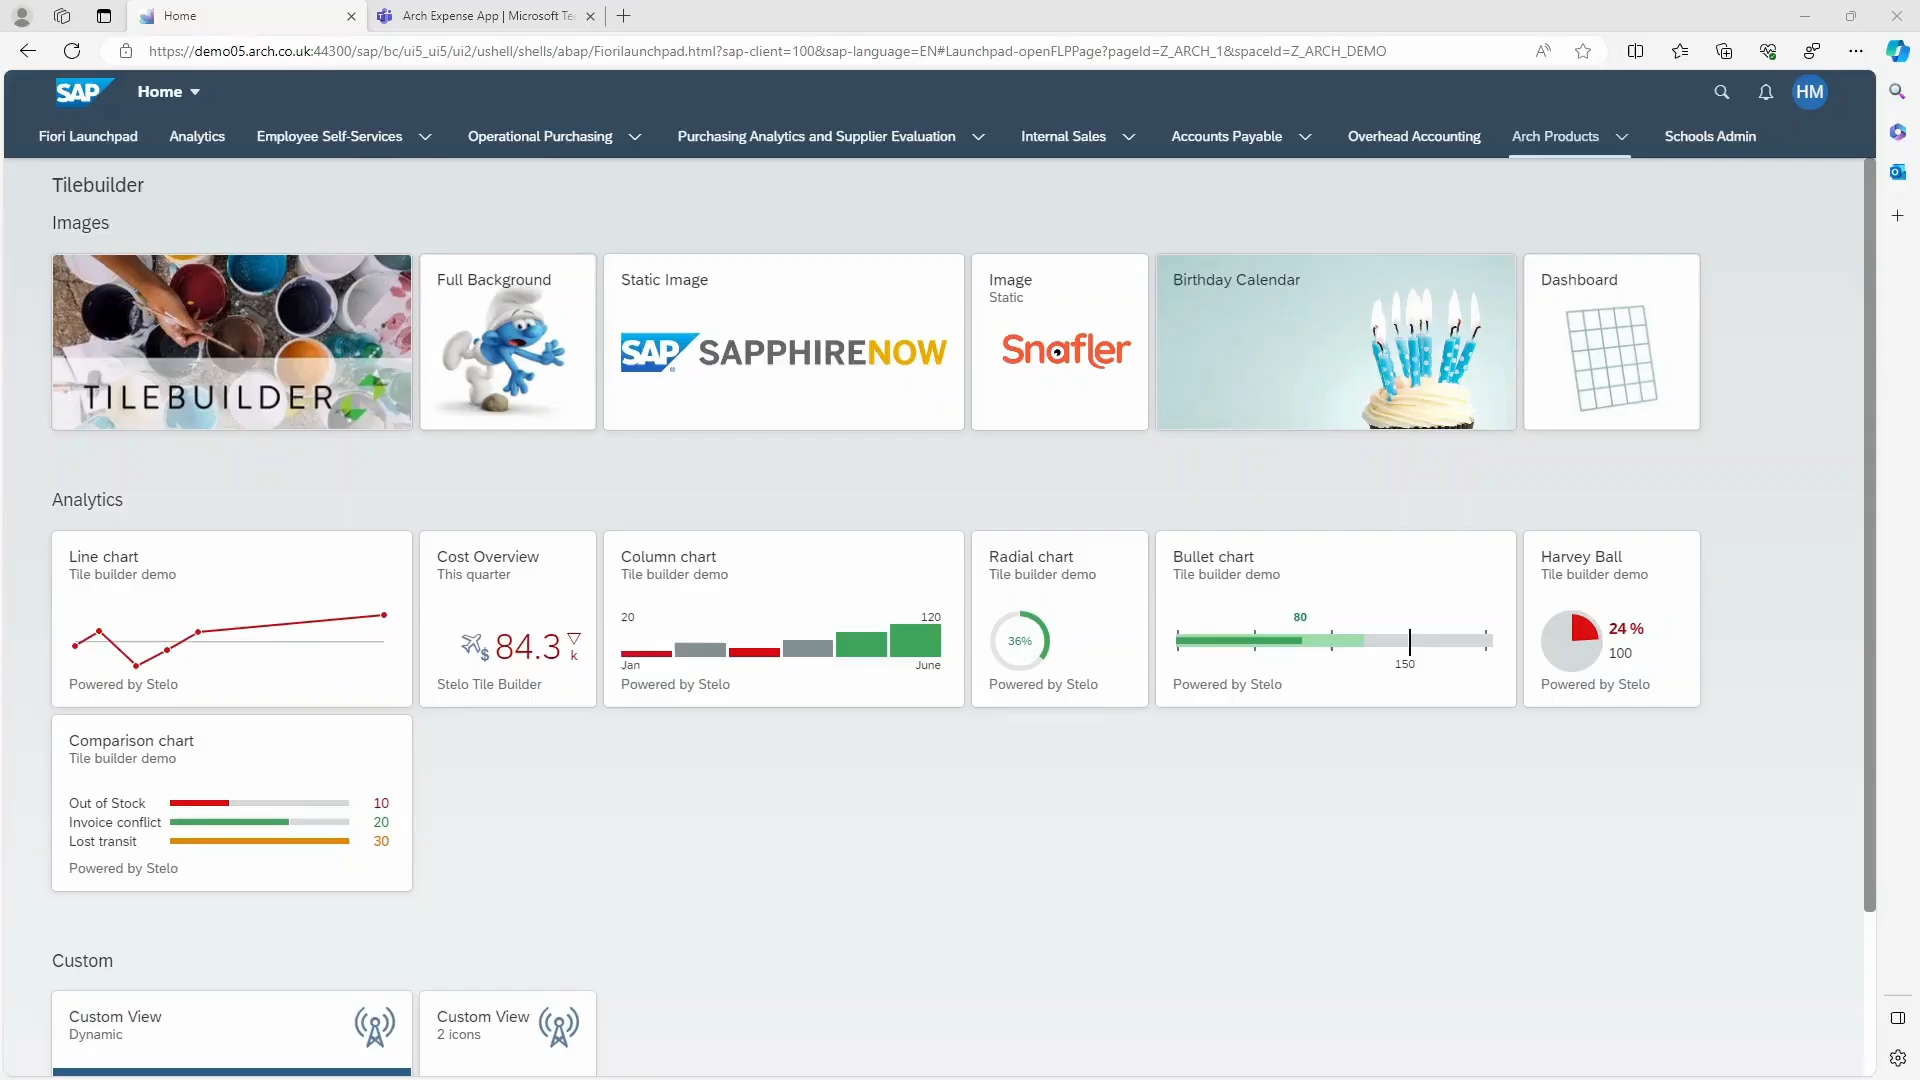 Home
Arch Expense App | Microsoft Te
https://demo05.arch.co.uk:44300/sap/bc/ui5_ui5/ui2/ushell/shells/abap/Fiorilaunchpad.html?sap-client=100&sap-language=EN#Launchpad-openFLPPage?pageId=Z_ARCH_1&spaceId=Z_ARCH_DEMO
SAP Home HM
Fiori Launchpad Analytics Employee Self-Services Operational Purchasing Purchasing Analytics and Supplier Evaluation Internal Sales Accounts Payable Overhead Accounting Arch Products Schools Admin
Tilebuilder
Images
TILEBUILDER
Full Background
Static Image
SAP SAPPHIRENOW
Image
Static
Snafler
Birthday Calendar
Dashboard
Analytics
Line chart
Tile builder demo
Powered by Stelo
Cost Overview
This quarter
$ 84.3 k
Stelo Tile Builder
Column chart
Tile builder demo
20 120
Jan June
Powered by Stelo
Radial chart
Tile builder demo
36%
Powered by Stelo
Bullet chart
Tile builder demo
80
150
Powered by Stelo
Harvey Ball
Tile builder demo
24 %
100
Powered by Stelo
Comparison chart
Tile builder demo
Out of Stock 10
Invoice conflict 20
Lost transit 30
Powered by Stelo
Custom
Custom View
Dynamic
Custom View
2 icons